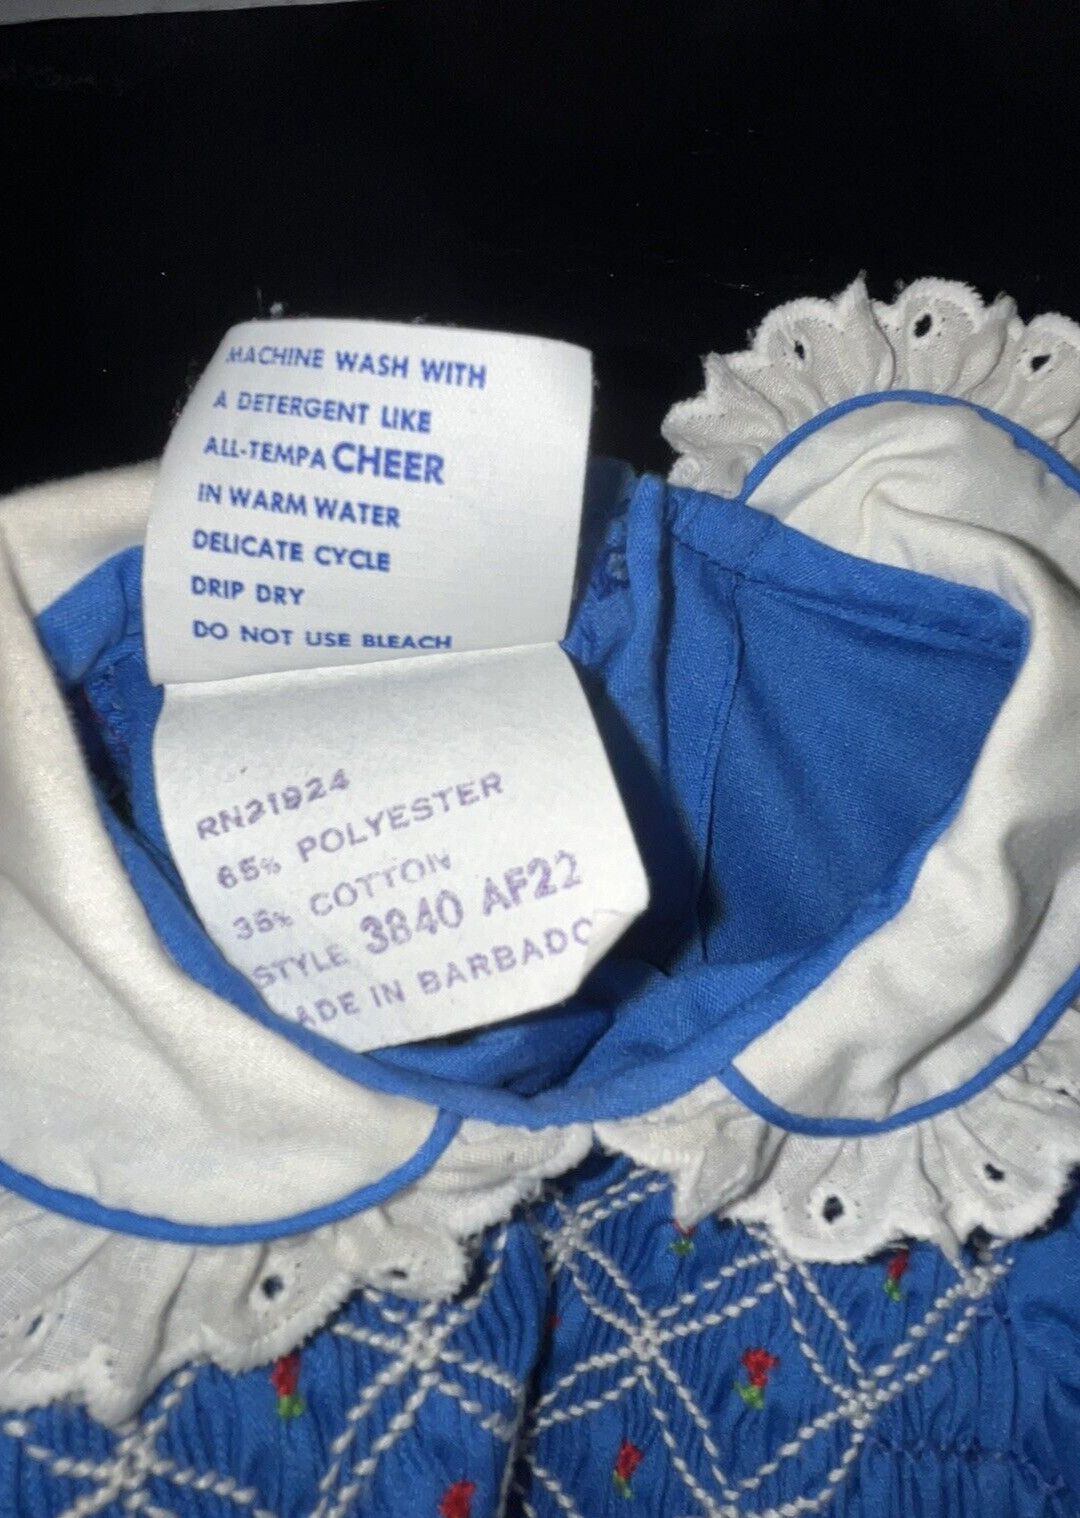 MACHINE WASH WITH
A DETERGENT LIKE
ALL-TEMPA CHEER
IN WARM WATER
DELICATE CYCLE
DRIP DRY
DO NOT USE BLEACH
RN21924
65% POLYESTER
35% COTTON
STYLE 3840 AF22
ADE IN BARBADO